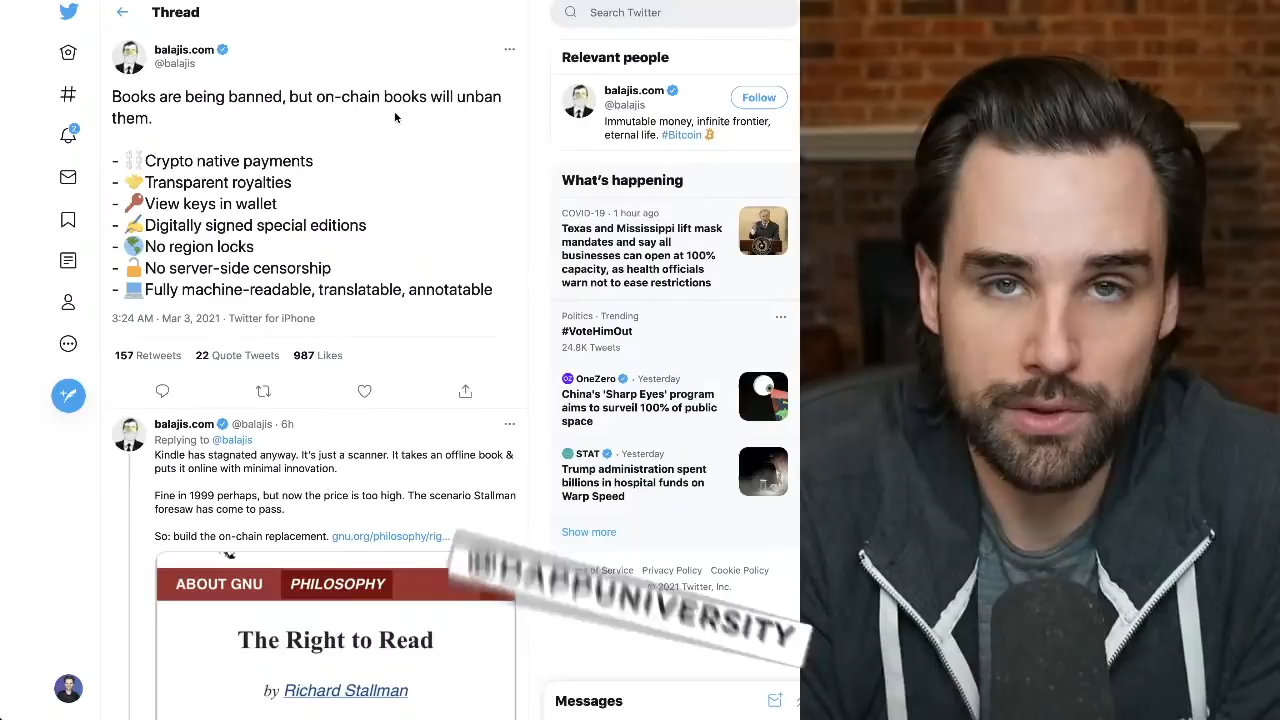 Thread
balajis.com
@balajis
Books are being banned, but on-chain books will unban
them.
- Crypto native payments
- Transparent royalties
- View keys in wallet
- Digitally signed special editions
- No region locks
- No server-side censorship
- Fully machine-readable, translatable, annotatable
3:24 AM · Mar 3, 2021 · Twitter for iPhone
157 Retweets 22 Quote Tweets 987 Likes
balajis.com @balajis · 6h
Replying to @balajis
Kindle has stagnated anyway. It's just a scanner. It takes an offline book &
puts it online with minimal innovation.
Fine in 1999 perhaps, but now the price is too high. The scenario Stallman
foresaw has come to pass.
So: build the on-chain replacement. gnu.org/philosophy/rig...
ABOUT GNU PHILOSOPHY
The Right to Read
by Richard Stallman
2
Search Twitter
Relevant people
balajis.com
@balajis
Follow
Immutable money, infinite frontier,
eternal life. #Bitcoin
What's happening
COVID-19 · 1 hour ago
Texas and Mississippi lift mask
mandates and say all
businesses can open at 100%
capacity, as health officials
warn not to ease restrictions
Politics · Trending
#VoteHimOut
24.8K Tweets
OZ OneZero · Yesterday
China's 'Sharp Eyes' program
aims to surveil 100% of public
space
STAT · Yesterday
Trump administration spent
billions in hospital funds on
Warp Speed
Show more
of Service Privacy Policy Cookie Policy
© 2021 Twitter, Inc.
Messages
DAPPUNIVERSITY